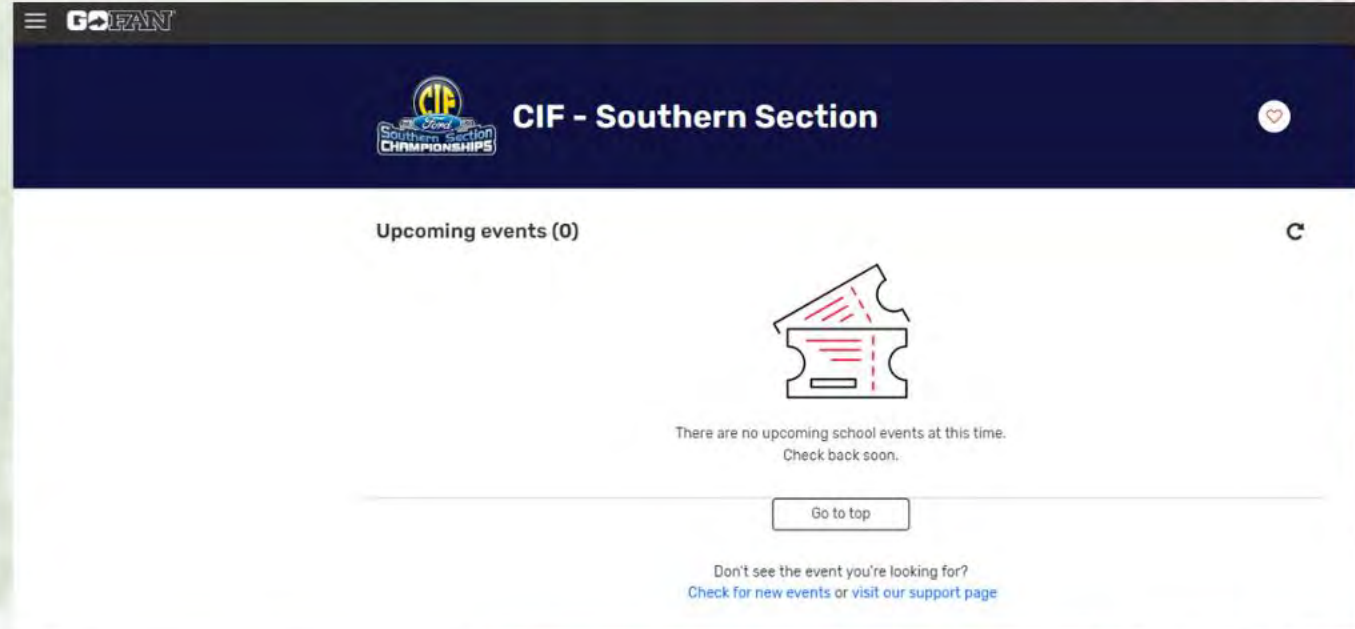 GOFAN
CIF - Southern Section
CIF
Ford
Southern Section
CHAMPIONSHIPS
Upcoming events (0)
There are no upcoming school events at this time.
Check back soon.
Go to top
Don't see the event you're looking for?
Check for new events or visit our support page